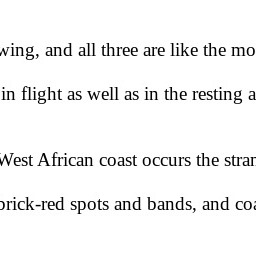 wing, and all three are like the mo
in flight as well as in the resting a
West African coast occurs the stran
brick-red spots and bands, and coa